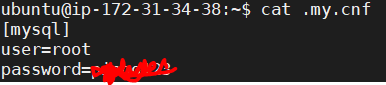 ubuntu@ip-172-31-34-38:~$ cat .my.cnf
[mysql]
user=root
password=